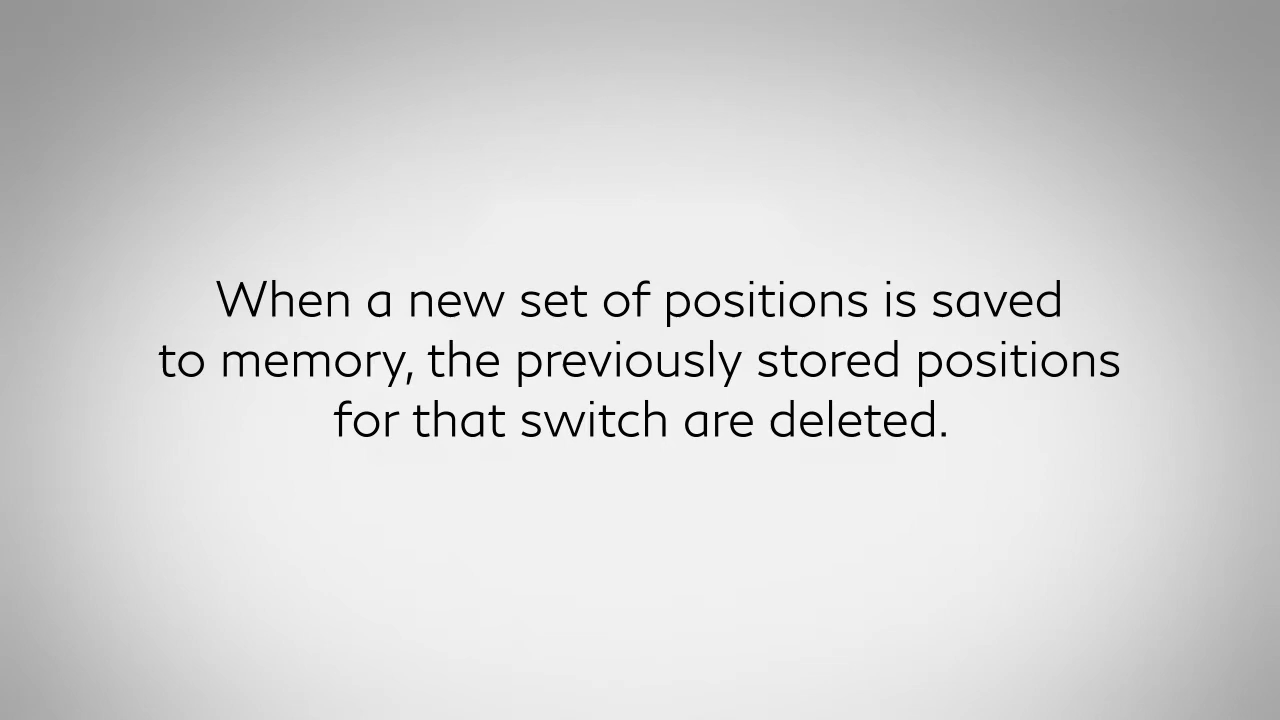 When a new set of positions is saved
to memory, the previously stored positions
for that switch are deleted.